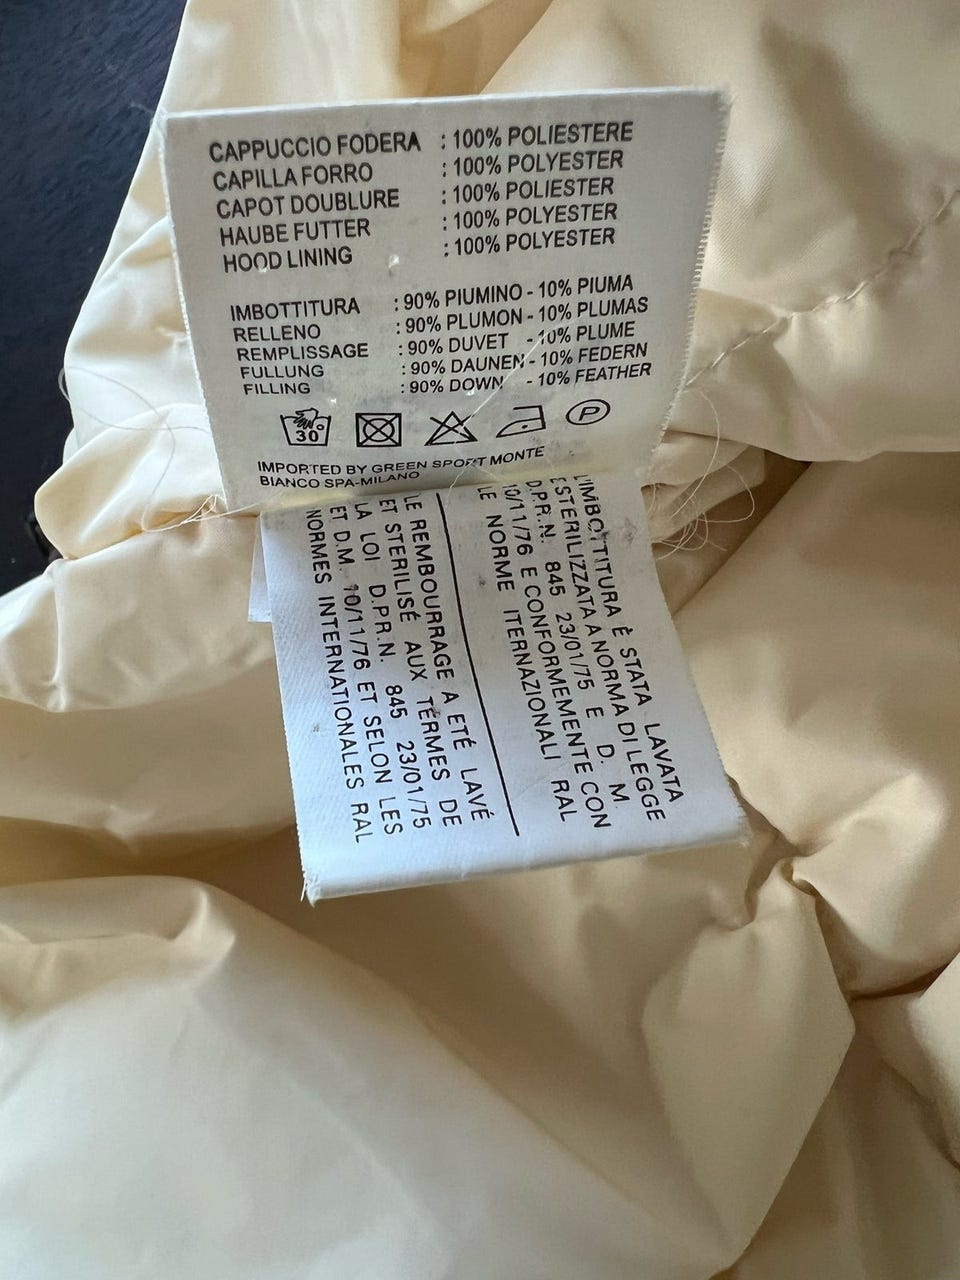 CAPPUCCIO FODERA : 100% POLIESTERE
CAPILLA FORRO : 100% POLYESTER
CAPOT DOUBLURE : 100% POLIESTER
HAUBE FUTTER : 100% POLYESTER
HOOD LINING : 100% POLYESTER
IMBOTTITURA : 90% PIUMINO - 10% PIUMA
RELLENO : 90% PLUMON - 10% PLUMAS
REMPLISSAGE : 90% DUVET - 10% PLUME
FULLUNG : 90% DAUNEN - 10% FEDERN
FILLING : 90% DOWN - 10% FEATHER
30 P
IMPORTED BY GREEN SPORT MONTE
BIANCO SPA-MILANO
L'IMBOTTITURA È STATA LAVATA
E STERILIZZATA A NORMA DI LEGGE
D.P.R.N. 845 23/01/75 E D. M.
10/11/76 E CONFORMEMENTE CON
LE NORME ITERNAZIONALI RAL
LE REMBOURRAGE A ETÉ LAVÉ
ET STERILISÉ AUX TÉRMES DE
LA LOI D.P.R.N. 845 23/01/75
ET D.M. 10/11/76 ET SELON LES
NORMES INTERNATIONALES RAL